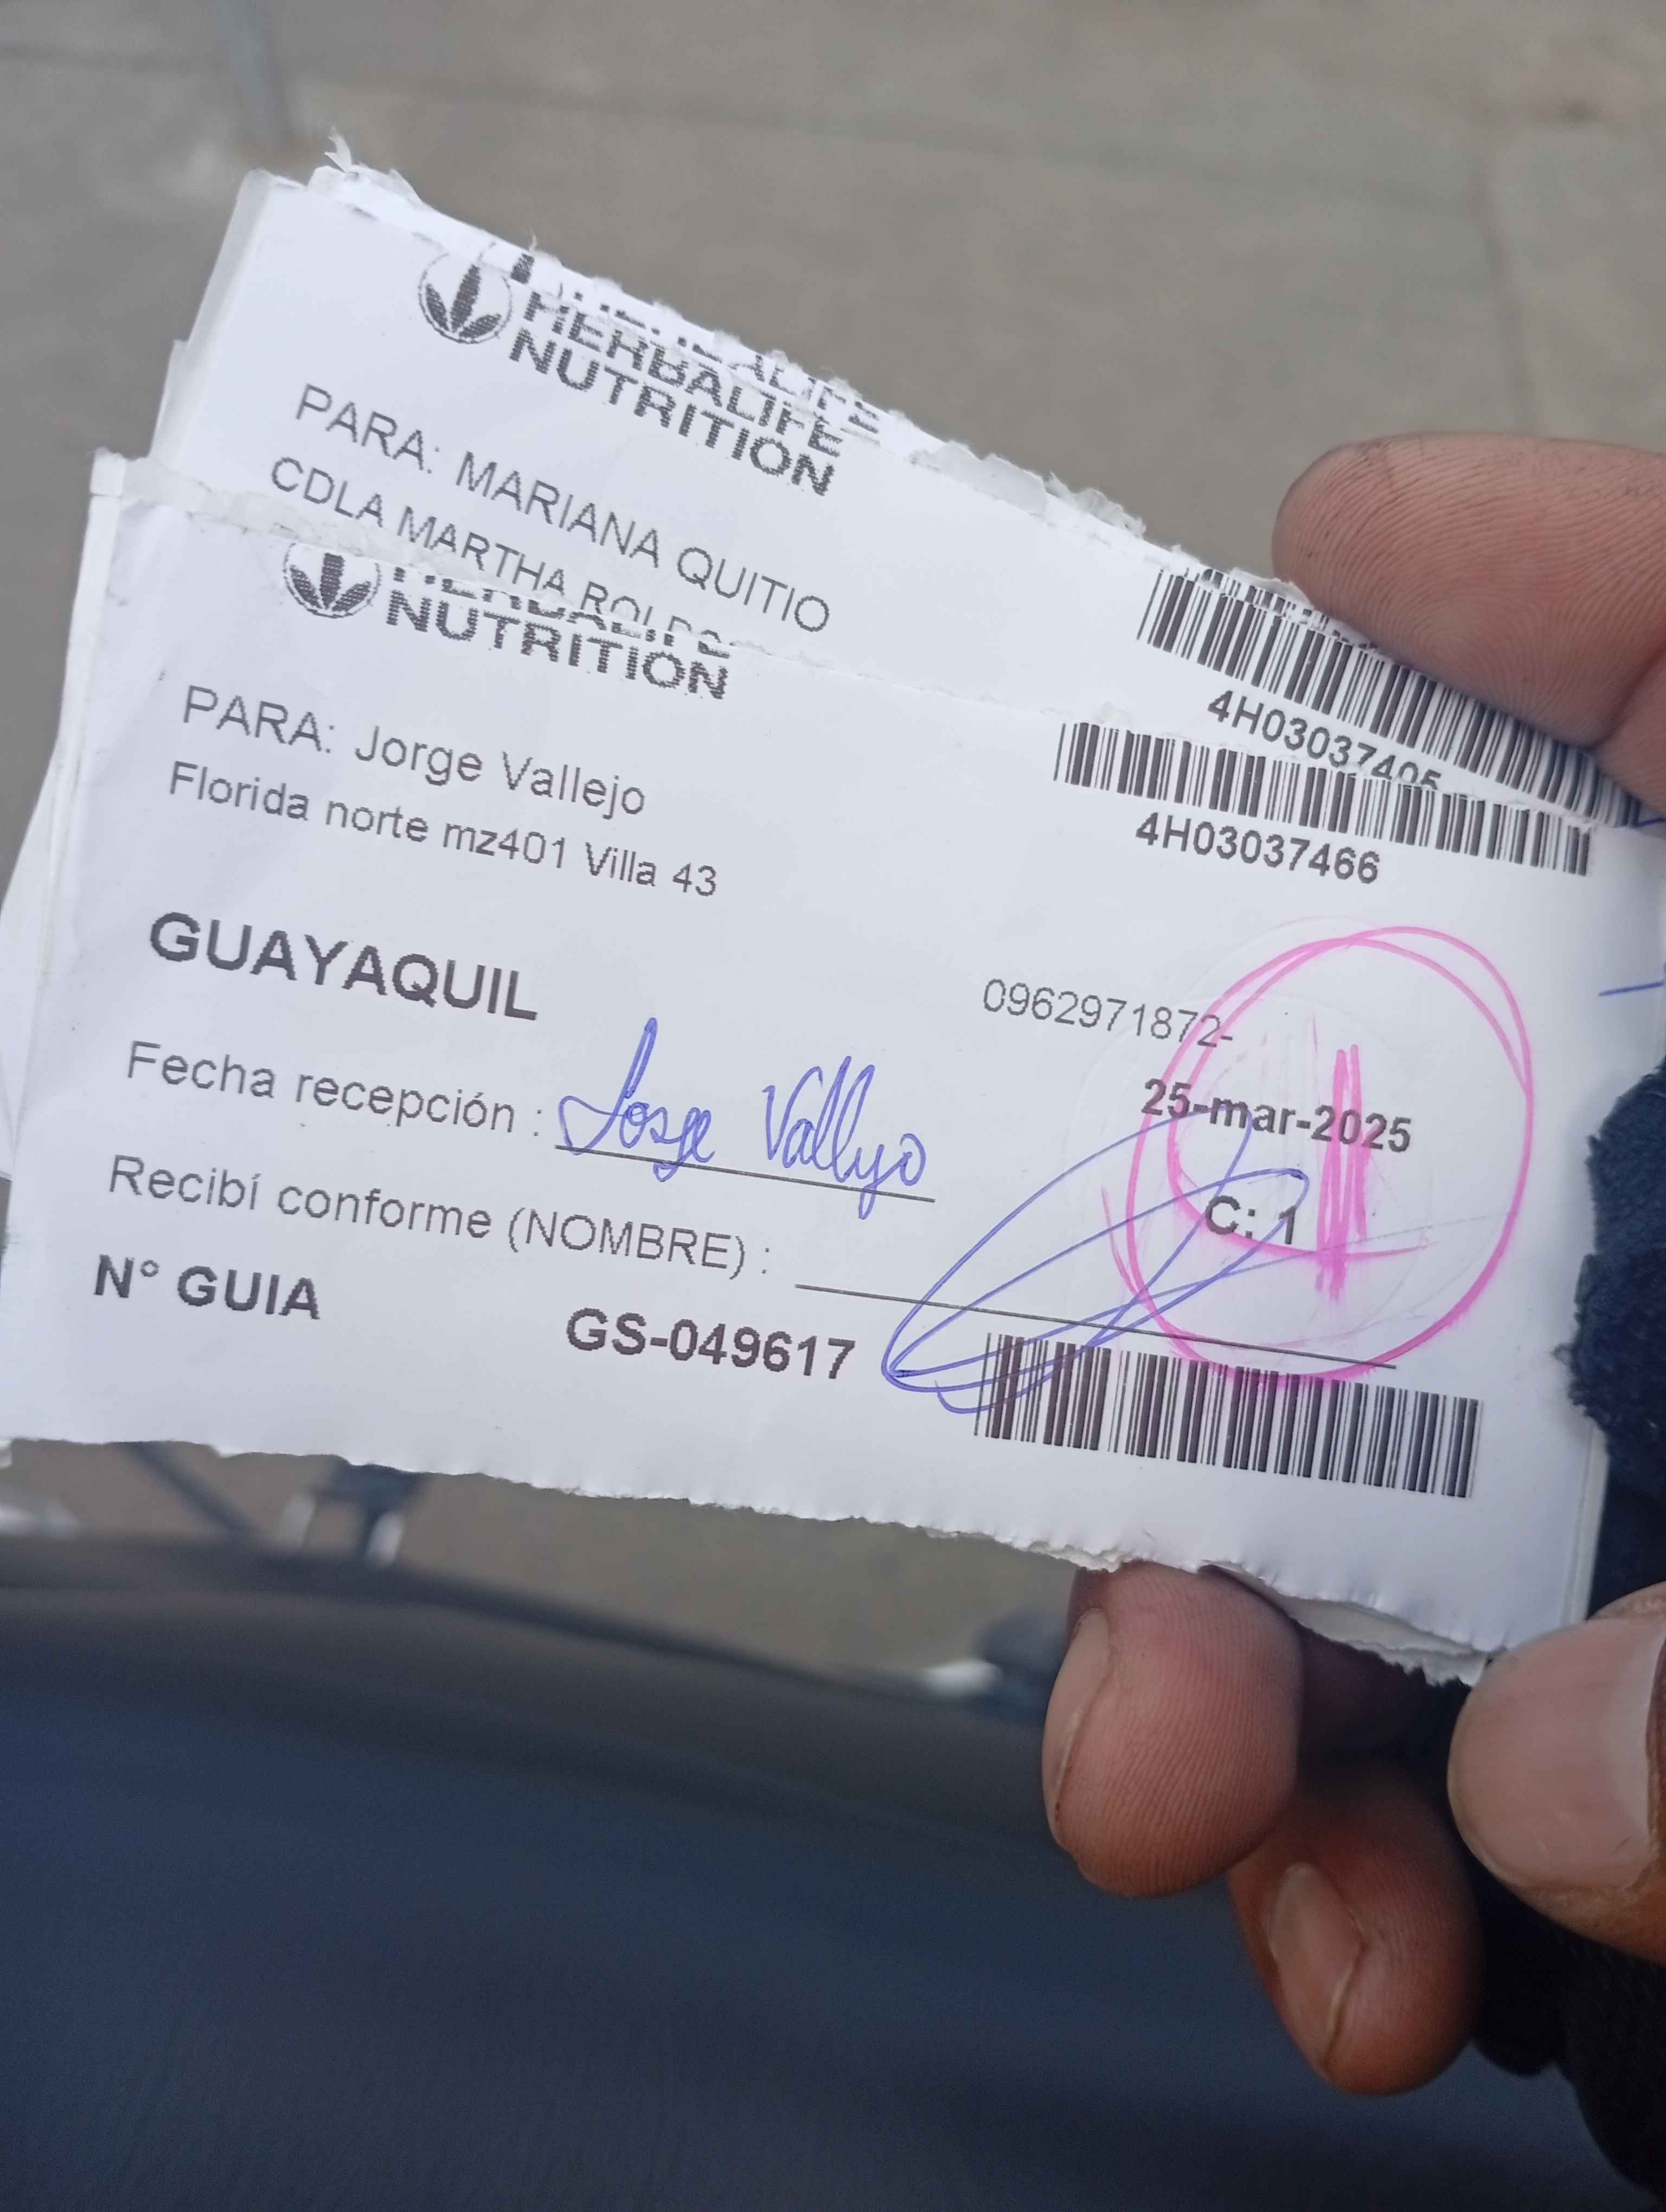 HERBALIFE
NUTRITION
PARA: MARIANA QUITIO
CDLA MARTHA
4H03037405
NUTRITION
PARA: Jorge Vallejo
Florida norte mz401 Villa 43
4H03037466
GUAYAQUIL
0962971872-
Fecha recepción : Jorge Vallejo
25-mar-2025
C: 1
Recibí conforme (NOMBRE) :
N° GUIA GS-049617